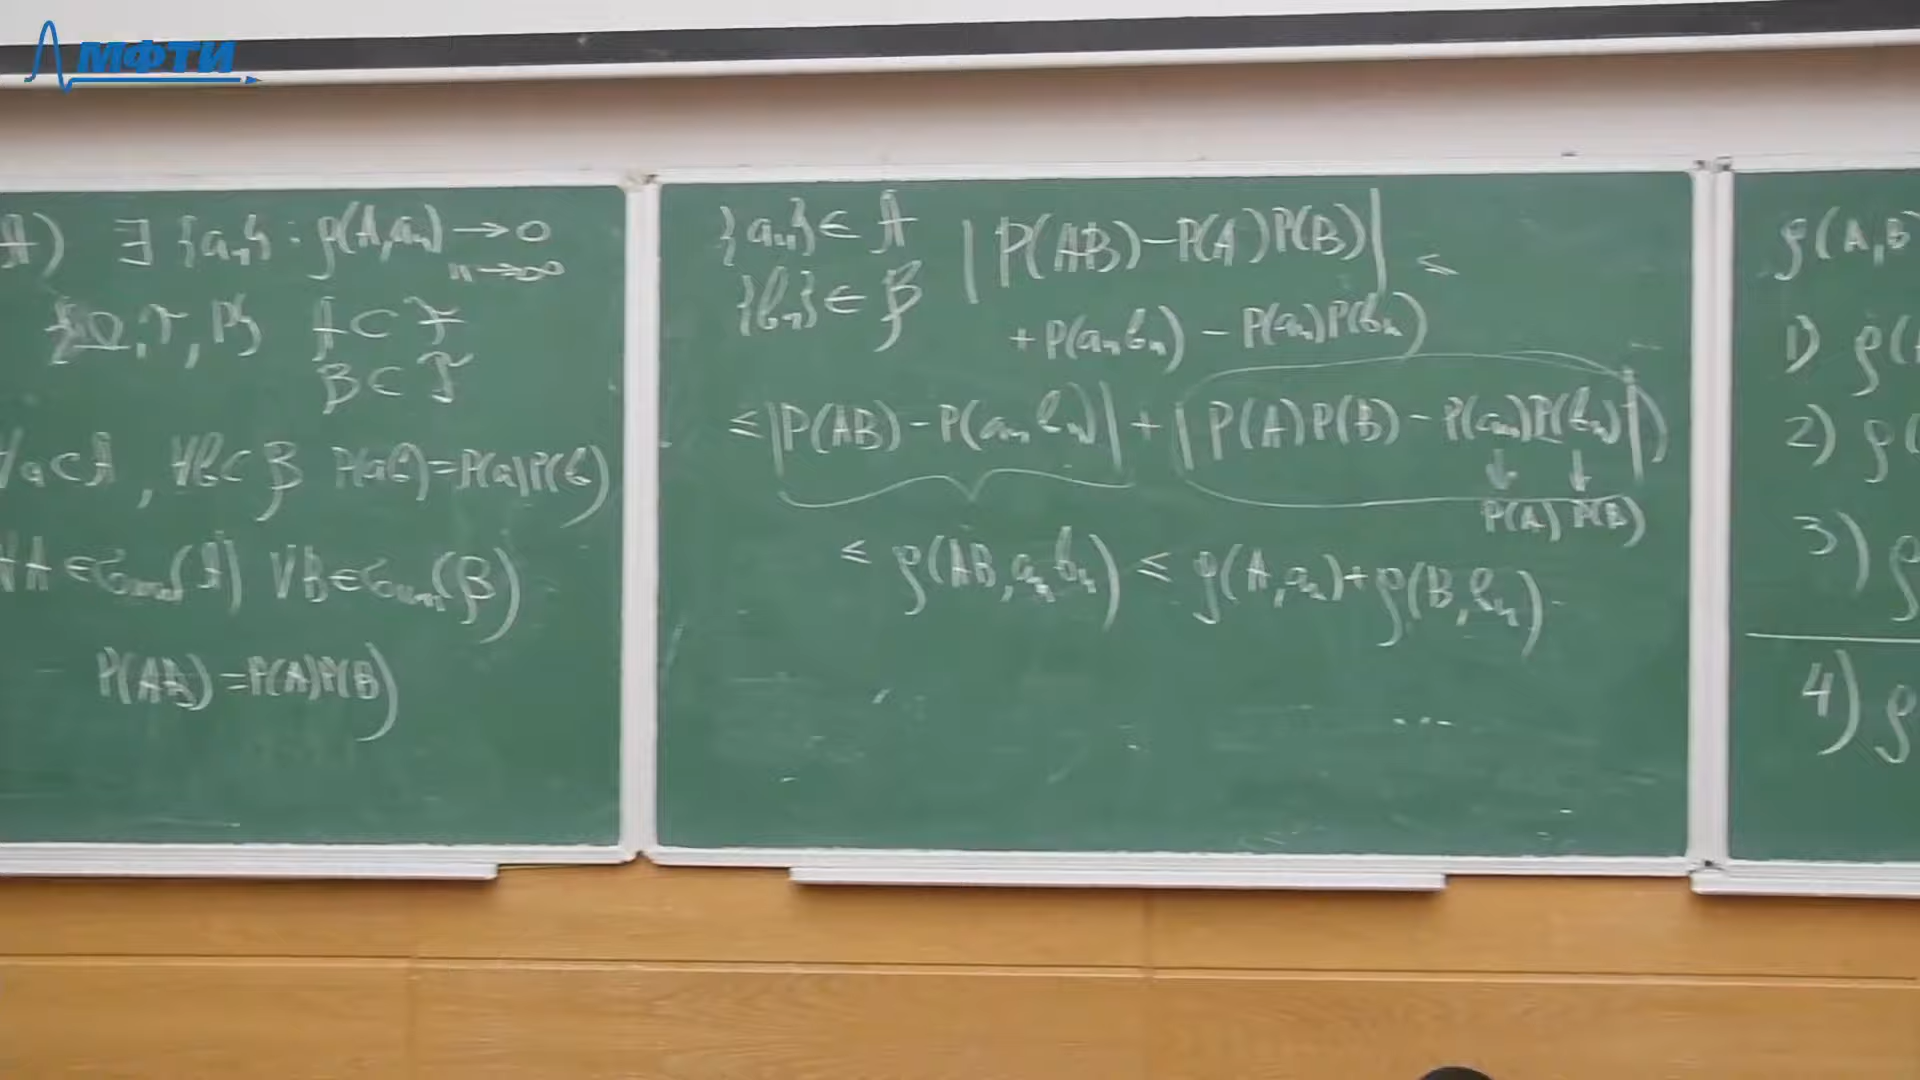 МФТИ
A) ∃ {aₙ} : ρ(A,aₙ) → 0
n→∞
{Ω, F, P} A ⊂ F
B ⊂ F
∀a⊂A, ∀b⊂B P(ab)=P(a)P(b)
∀A∈ (A) ∀B∈ (B)
P(AB)=P(A)P(B)
{aₙ}∈ A |P(AB)−P(A)P(B)| ≤
{bₙ}∈ B
+P(aₙbₙ) − P(aₙ)P(bₙ)
≤|P(AB)−P(aₙbₙ)| + |P(A)P(B)−P(aₙ)P(bₙ)|
↓ ↓
P(A) P(B)
≤ ρ(AB,aₙbₙ) ≤ ρ(A,aₙ)+ρ(B,bₙ)
ρ(A,B
1) ρ(A
2) ρ(
3) ρ
4) ρ